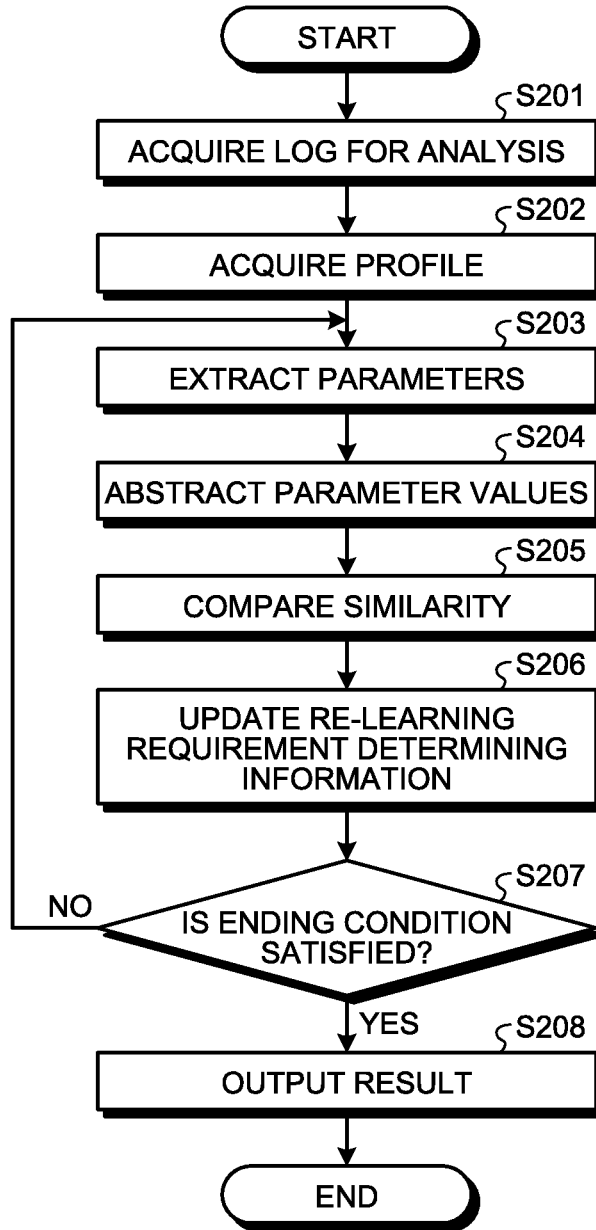 START
S201
ACQUIRE LOG FOR ANALYSIS
S202
ACQUIRE PROFILE
S203
EXTRACT PARAMETERS
S204
ABSTRACT PARAMETER VALUES
S205
COMPARE SIMILARITY
S206
UPDATE RE-LEARNING
REQUIREMENT DETERMINING
INFORMATION
S207
NO
IS ENDING CONDITION
SATISFIED?
YES
S208
OUTPUT RESULT
END